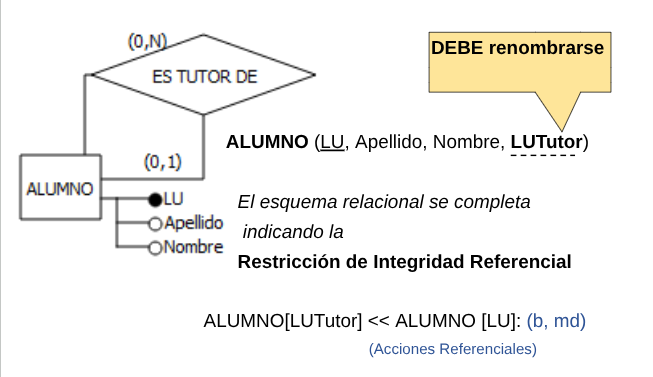 (0,N)
DEBE renombrarse
ES TUTOR DE
ALUMNO (LU, Apellido, Nombre, LUTutor)
(0,1)
ALUMNO
LU
Apellido
Nombre
El esquema relacional se completa
indicando la
Restricción de Integridad Referencial
ALUMNO[LUTutor] << ALUMNO [LU]: (b, md)
(Acciones Referenciales)